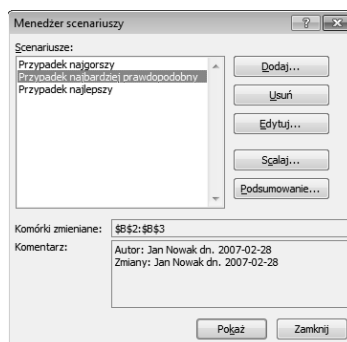 Menedżer scenariuszy
Scenariusze:
Przypadek najgorszy
Przypadek najbardziej prawdopodobny
Przypadek najlepszy
Dodaj...
Usuń
Edytuj...
Scalaj...
Podsumowanie...
Komórki zmieniane: $B$2:$B$3
Komentarz: Autor: Jan Nowak dn. 2007-02-28
Zmiany: Jan Nowak dn. 2007-02-28
Pokaż Zamknij